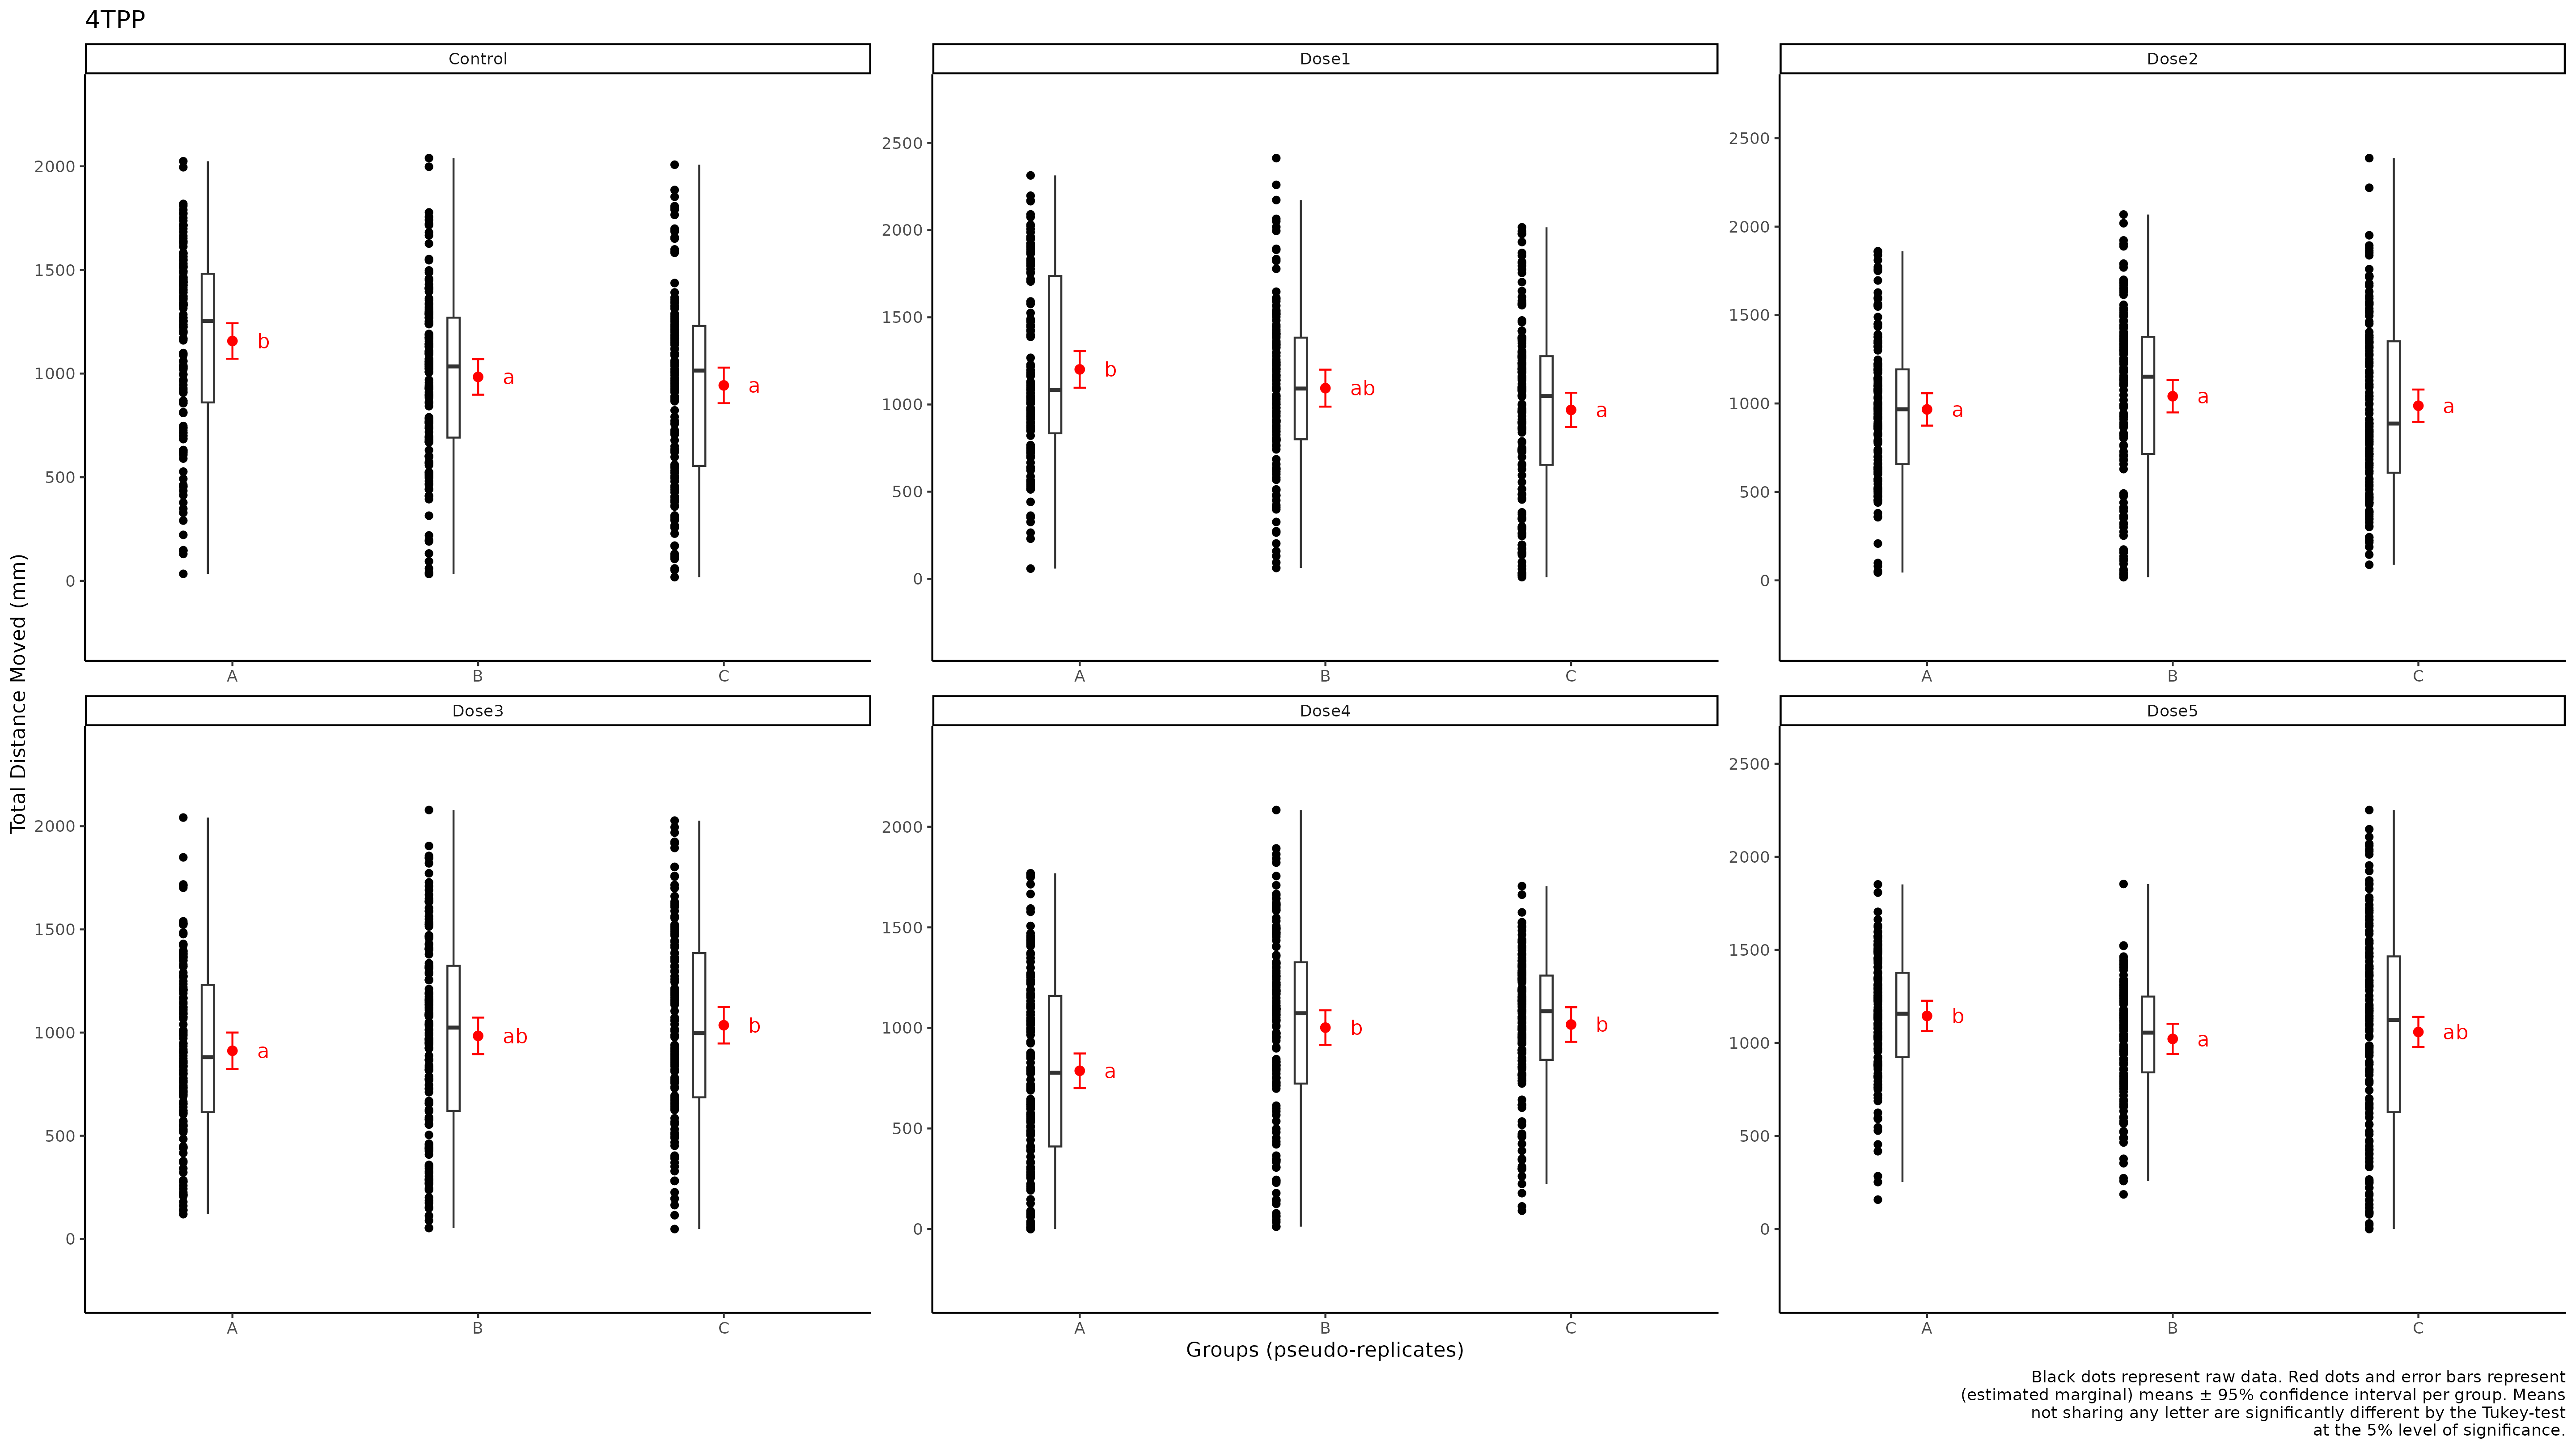 4TPP
Control
Dose1
Dose2
Total Distance Moved (mm)
2000
1500
1000
500
0
b
a
a
A
B
C
2500
2000
1500
1000
500
0
b
ab
a
A
B
C
2500
2000
1500
1000
500
0
a
a
a
A
B
C
Dose3
Dose4
Dose5
2000
1500
1000
500
0
a
ab
b
A
B
C
2000
1500
1000
500
0
a
b
b
A
B
C
2500
2000
1500
1000
500
0
b
a
ab
A
B
C
Groups (pseudo-replicates)
Black dots represent raw data. Red dots and error bars represent
(estimated marginal) means ± 95% confidence interval per group. Means
not sharing any letter are significantly different by the Tukey-test
at the 5% level of significance.